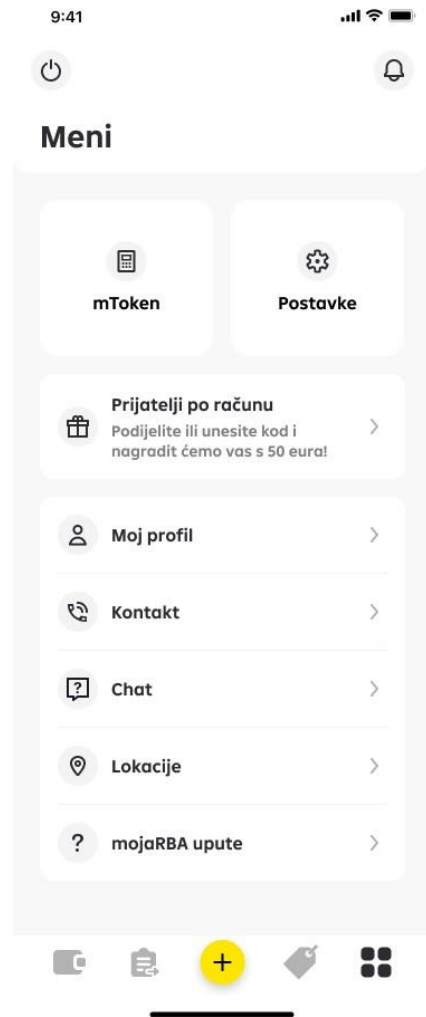 9:41
Meni
mToken
Postavke
Prijatelji po računu
Podijelite ili unesite kod i
nagradit ćemo vas s 50 eura!
Moj profil
Kontakt
Chat
Lokacije
mojaRBA upute